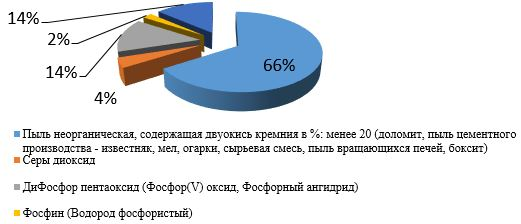 14%
2%
14%
4%
66%
Пыль неорганическая, содержащая двуокись кремния в %: менее 20 (доломит, пыль цементного
производства - известняк, мел, огарки, сырьевая смесь, пыль вращающихся печей, боксит)
Серы диоксид
ДиФосфор пентаоксид (Фосфор(V) оксид, Фосфорный ангидрид)
Фосфин (Водород фосфористый)